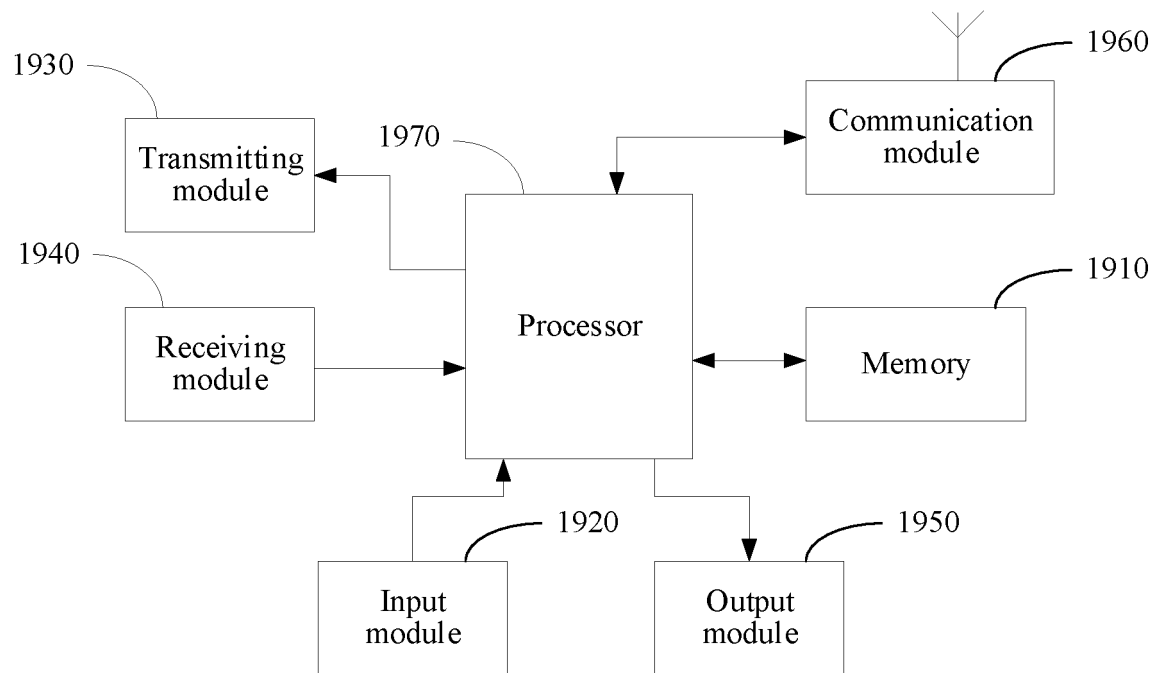 1960
1930
Communication
module
1970
Transmitting
module
1940
1910
Processor
Receiving
module
Memory
1920
1950
Input
module
Output
module